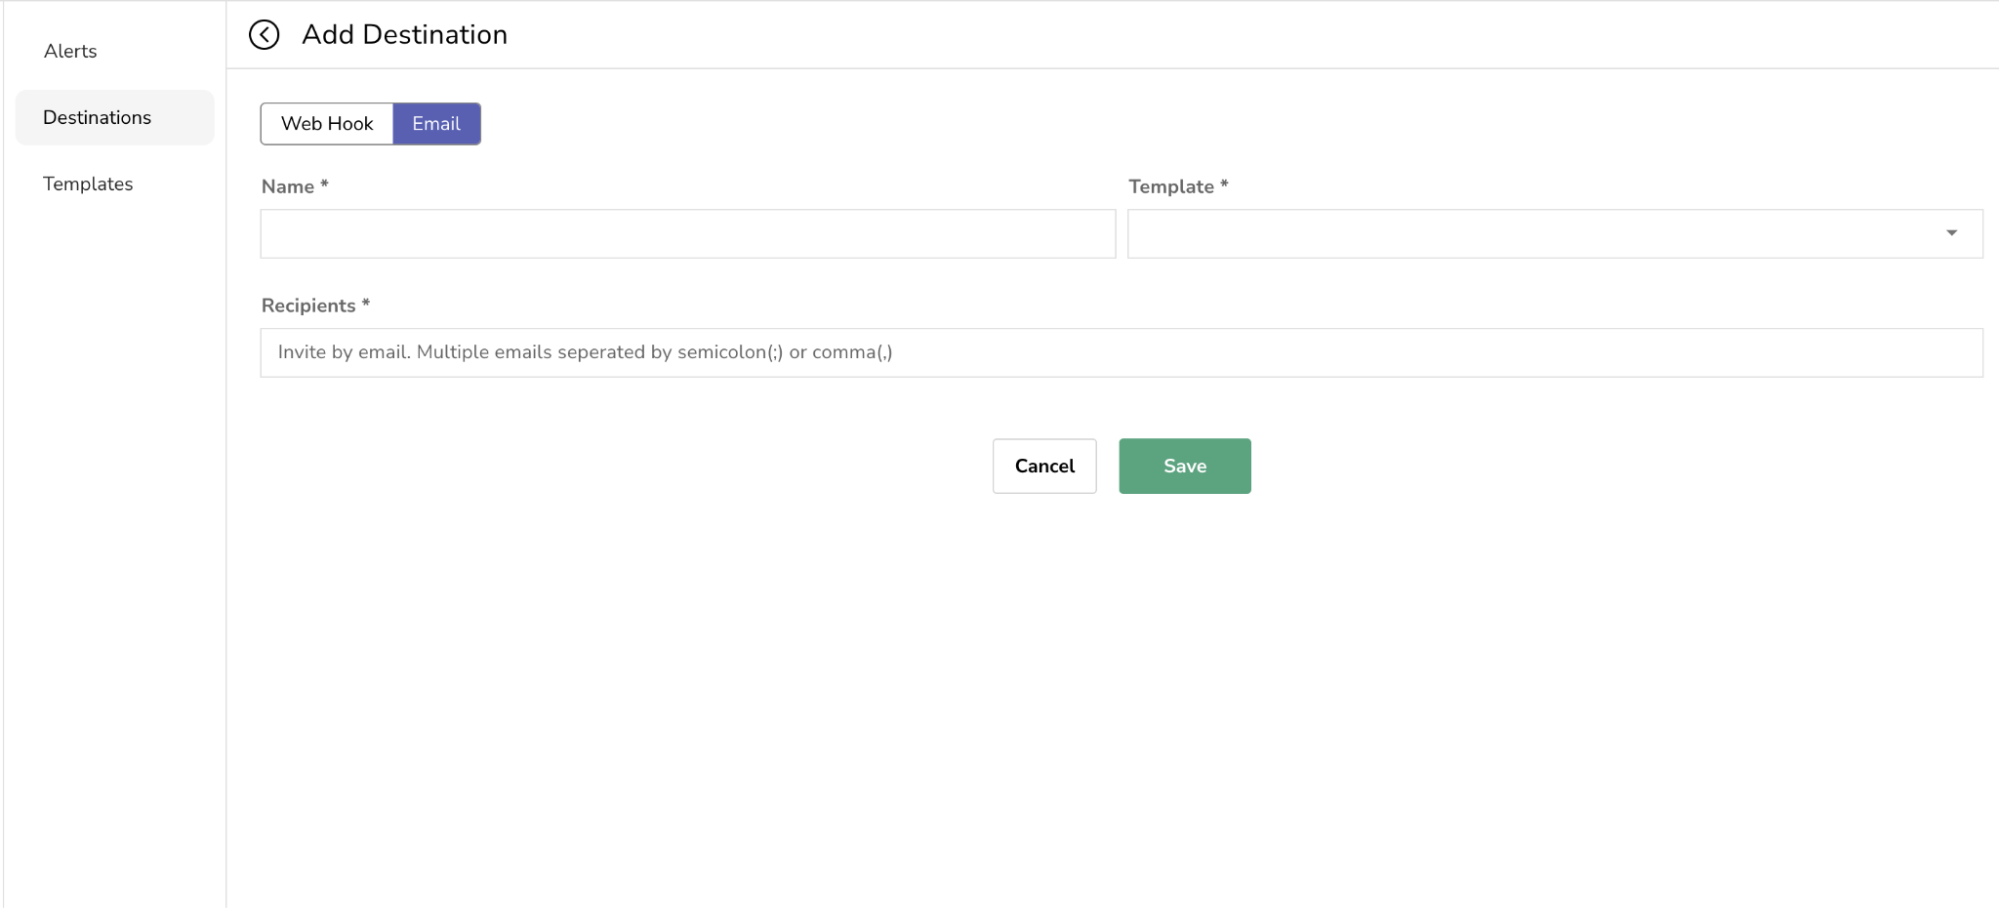 Alerts
Destinations
Templates
Add Destination
Web Hook
Email
Name *
Template *
Recipients *
Invite by email. Multiple emails seperated by semicolon(;) or comma(,)
Cancel
Save